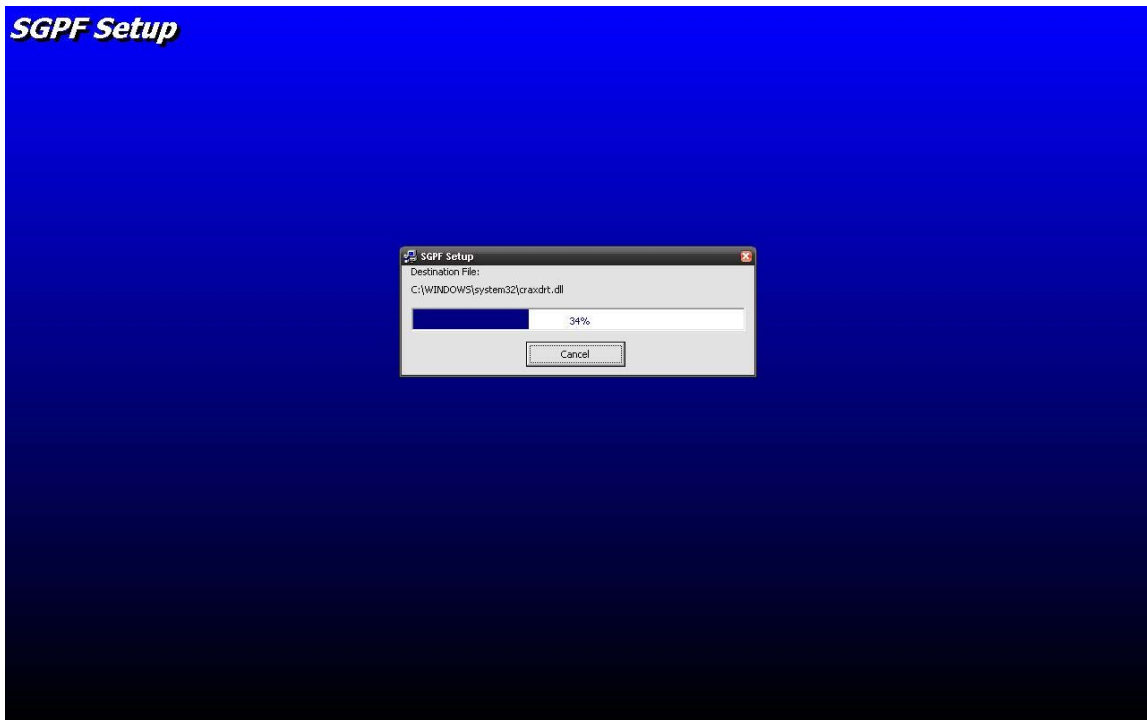 SGPF Setup
SGPF Setup
Destination File:
C:\WINDOWS\system32\craxdrt.dll
34%
Cancel